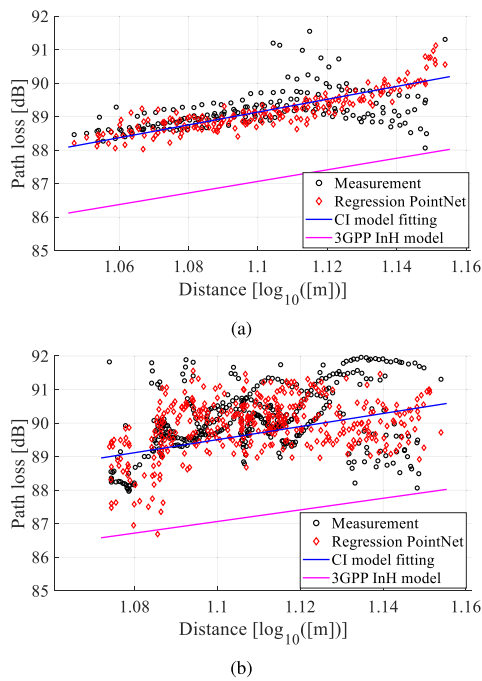 92
91
90
89
88
87
86
85
Path loss [dB]
Measurement
Regression PointNet
CI model fitting
3GPP InH model
1.06
1.08
1.1
1.12
1.14
1.16
Distance [log10([m])]
(a)
92
91
90
89
88
87
86
85
Path loss [dB]
Measurement
Regression PointNet
CI model fitting
3GPP InH model
1.08
1.1
1.12
1.14
1.16
Distance [log10([m])]
(b)